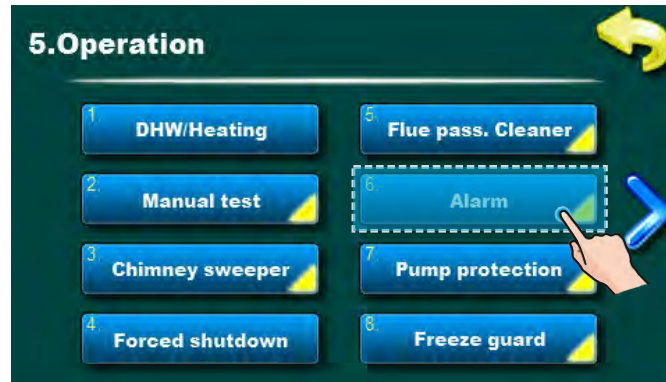 5.Operation
1
DHW/Heating
2.
Manual test
3
Chimney sweeper
4.
Forced shutdown
5.
Flue pass. Cleaner
6.
Alarm
7.
Pump protection
8.
Freeze guard